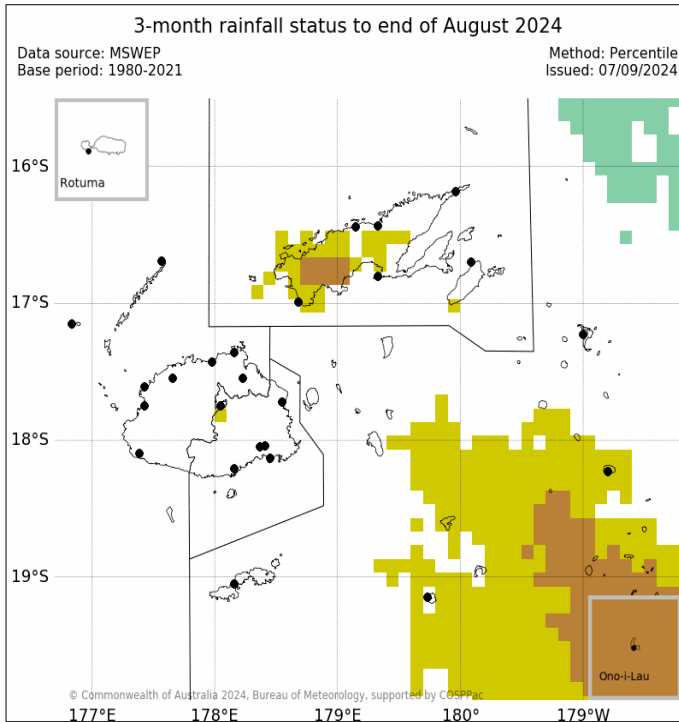 3-month rainfall status to end of August 2024
Data source: MSWEP
Method: Percentile
Base period: 1980-2021
Issued: 07/09/2024
Rotuma
16°S
17°S
18°S
19°S
Ono-i-Lau
© Commonwealth of Australia 2024, Bureau of Meteorology, supported by COSPPac
177°E
178°E
179°E
180°
179°W